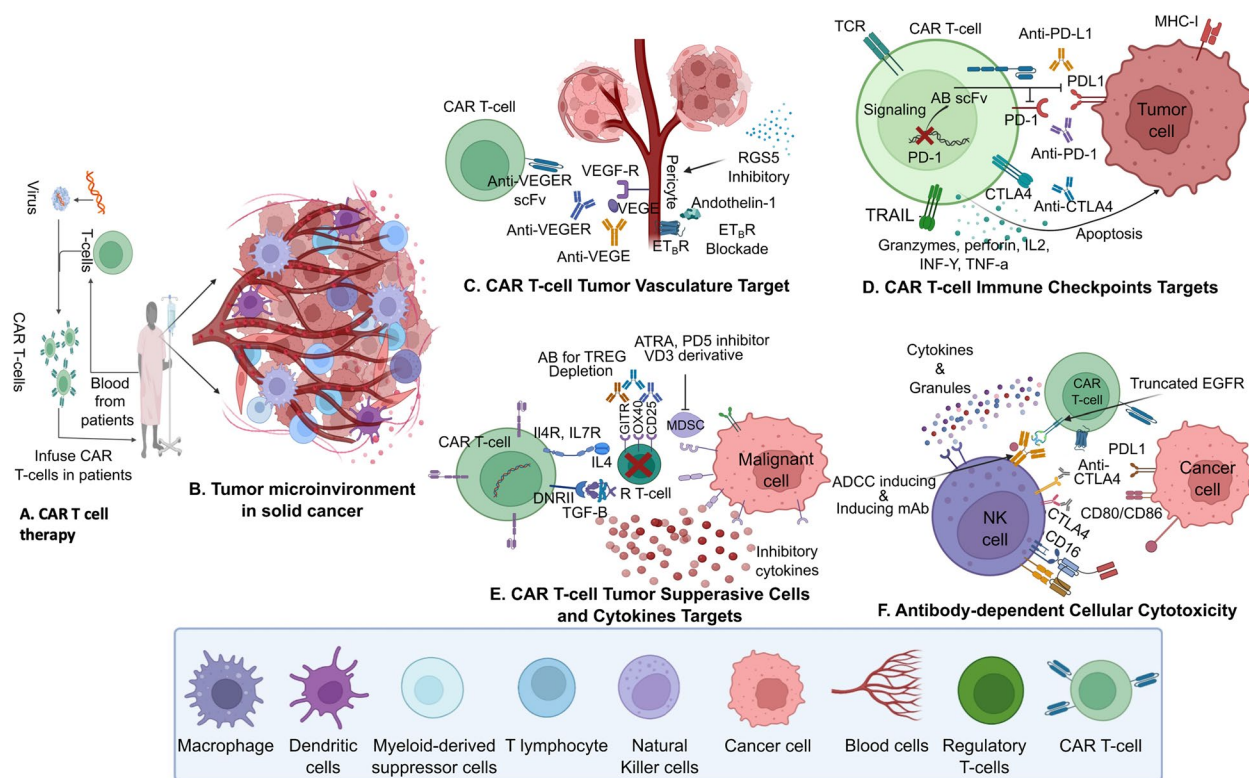 Virus
T-cells
CAR T-cells
Blood
from
patients
Infuse CAR
T-cells in patients
A. CAR T cell
therapy
B. Tumor microinvironment
in solid cancer
CAR T-cell
Anti-VEGER
scFv
VEGF-R
VEGE
Anti-VEGER
Anti-VEGE
Pericyte
RGS5
Inhibitory
Andothelin-1
ETBR
ETBR
Blockade
C. CAR T-cell Tumor Vasculature Target
TCR
CAR T-cell
Anti-PD-L1
MHC-I
PDL1
Signaling
AB scFv
PD-1
PD-1
Tumor
cell
Anti-PD-1
CTLA4
Anti-CTLA4
TRAIL
Granzymes, perforin, IL2,
INF-Y, TNF-a
Apoptosis
D. CAR T-cell Immune Checkpoints Targets
AB for TREG
Depletion
ATRA, PD5 inhibitor
VD3 derivative
GITR
OX40
CD25
MDSC
CAR T-cell
Il4R, IL7R
IL4
DNRII
TGF-B
R T-cell
Malignant
cell
Inhibitory
cytokines
E. CAR T-cell Tumor Supperasive Cells
and Cytokines Targets
Cytokines
&
Granules
CAR
T-cell
Truncated EGFR
PDL1
Anti-
CTLA4
Cancer
cell
ADCC inducing
&
Inducing mAb
CTLA4
CD80/CD86
NK
cell
CD16
F. Antibody-dependent Cellular Cytotoxicity
Macrophage
Dendritic
cells
Myeloid-derived
suppressor cells
T lymphocyte
Natural
Killer cells
Cancer cell
Blood cells
Regulatory
T-cells
CAR T-cell